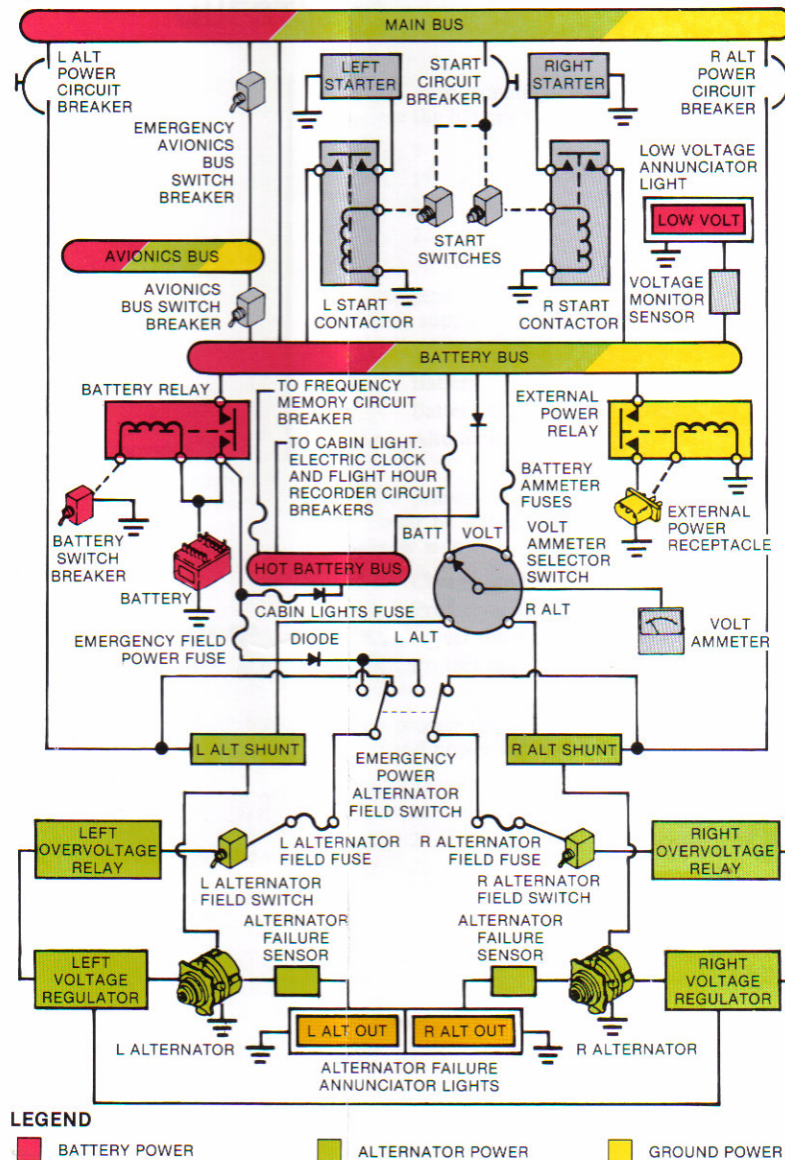 MAIN BUS
L ALT
POWER
CIRCUIT
BREAKER
LEFT
STARTER
START
CIRCUIT
BREAKER
RIGHT
STARTER
R ALT
POWER
CIRCUIT
BREAKER
EMERGENCY
AVIONICS
BUS
SWITCH
BREAKER
LOW VOLTAGE
ANNUNCIATOR
LIGHT
LOW VOLT
AVIONICS BUS
START
SWITCHES
AVIONICS
BUS SWITCH
BREAKER
L START
CONTACTOR
R START
CONTACTOR
VOLTAGE
MONITOR
SENSOR
BATTERY BUS
BATTERY RELAY
TO FREQUENCY
MEMORY CIRCUIT
BREAKER
EXTERNAL
POWER
RELAY
TO CABIN LIGHT.
ELECTRIC CLOCK
AND FLIGHT HOUR
RECORDER CIRCUIT
BREAKERS
BATTERY
AMMETER
FUSES
BATTERY
SWITCH
BREAKER
BATTERY
HOT BATTERY BUS
CABIN LIGHTS FUSE
BATT
VOLT
VOLT
AMMETER
SELECTOR
SWITCH
EXTERNAL
POWER
RECEPTACLE
L ALT
R ALT
VOLT
AMMETER
EMERGENCY FIELD
POWER FUSE
DIODE
L ALT SHUNT
R ALT SHUNT
EMERGENCY
POWER
ALTERNATOR
FIELD SWITCH
LEFT
OVERVOLTAGE
RELAY
L ALTERNATOR
FIELD FUSE
R ALTERNATOR
FIELD FUSE
RIGHT
OVERVOLTAGE
RELAY
L ALTERNATOR
FIELD SWITCH
R ALTERNATOR
FIELD SWITCH
ALTERNATOR
FAILURE
SENSOR
ALTERNATOR
FAILURE
SENSOR
LEFT
VOLTAGE
REGULATOR
RIGHT
VOLTAGE
REGULATOR
L ALTERNATOR
L ALT OUT
R ALT OUT
R ALTERNATOR
ALTERNATOR FAILURE
ANNUNCIATOR LIGHTS
LEGEND
BATTERY POWER
ALTERNATOR POWER
GROUND POWER